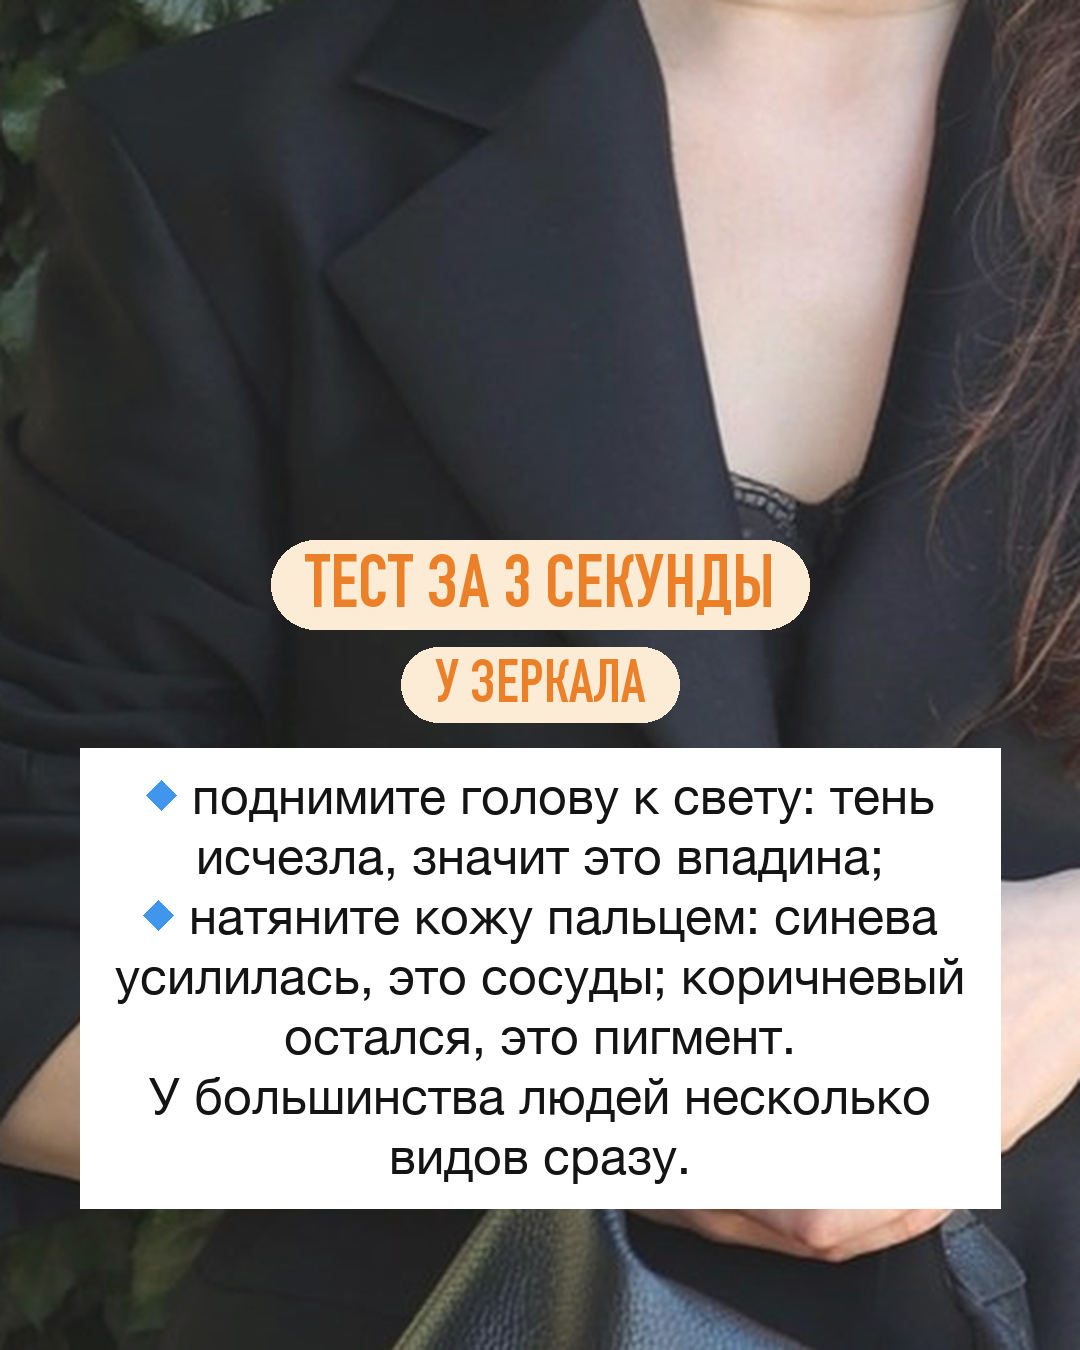 ТЕСТ ЗА 3 СЕКУНДЫ
У ЗЕРКАЛА
🔹 поднимите голову к свету: тень
исчезла, значит это впадина;
🔹 натяните кожу пальцем: синева
усилилась, это сосуды; коричневый
остался, это пигмент.
У большинства людей несколько
видов сразу.